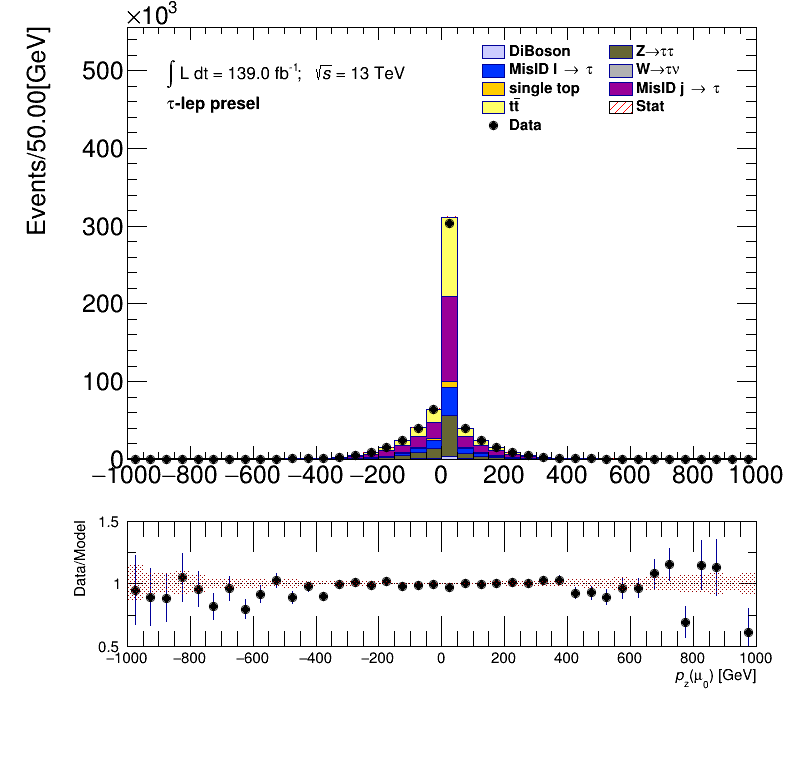 ×10³
Events/50.00[GeV]
500
400
300
200
100
0
∫ L dt = 139.0 fb⁻¹; √s = 13 TeV
τ-lep presel
DiBoson
MisID l → τ
single top
tt̄
Data
Z→ττ
W→τν
MisID j → τ
Stat
−1000 −800 −600 −400 −200 0 200 400 600 800 1000
Data/Model
1.5
1
0.5
−1000 −800 −600 −400 −200 0 200 400 600 800 1000
p_z(μ₀) [GeV]